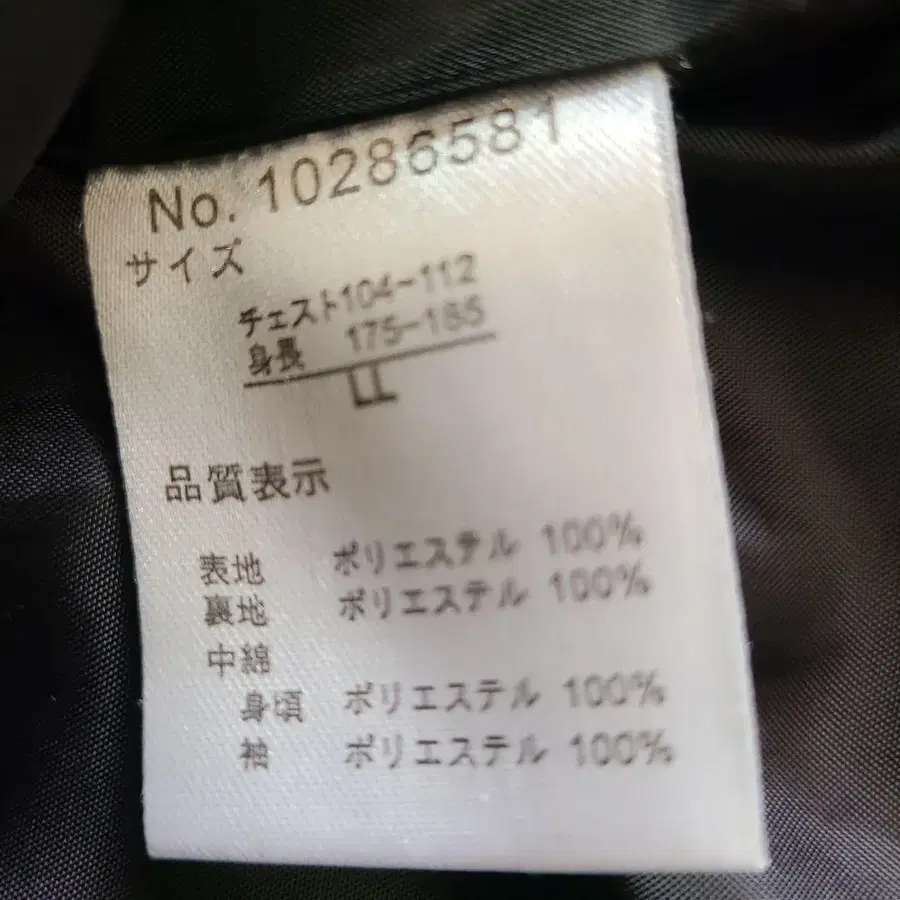 No. 10286581
サイズ
チェスト104-112
身長 175-185
LL
品質表示
表地 ポリエステル 100%
裏地 ポリエステル 100%
中綿
身頃 ポリエステル 100%
袖 ポリエステル 100%